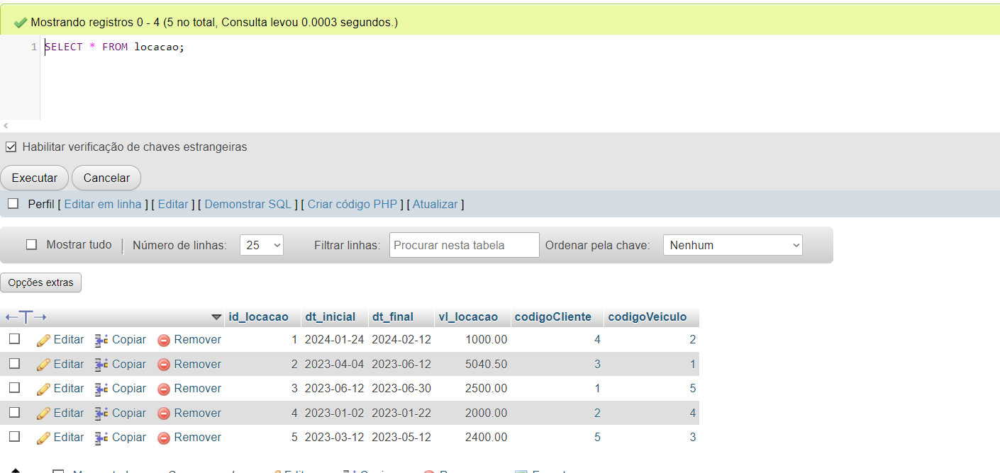 Mostrando registros 0 - 4 (5 no total, Consulta levou 0.0003 segundos.)
1 SELECT * FROM locacao;
Habilitar verificação de chaves estrangeiras
Executar Cancelar
Perfil [ Editar em linha ] [ Editar ] [ Demonstrar SQL ] [ Criar código PHP ] [ Atualizar ]
Mostrar tudo Número de linhas: 25 Filtrar linhas: Procurar nesta tabela Ordenar pela chave: Nenhum
Opções extras
id_locacao dt_inicial dt_final vl_locacao codigoCliente codigoVeiculo
Editar Copiar Remover 1 2024-01-24 2024-02-12 1000.00 4 2
Editar Copiar Remover 2 2023-04-04 2023-06-12 5040.50 3 1
Editar Copiar Remover 3 2023-06-12 2023-06-30 2500.00 1 5
Editar Copiar Remover 4 2023-01-02 2023-01-22 2000.00 2 4
Editar Copiar Remover 5 2023-03-12 2023-05-12 2400.00 5 3